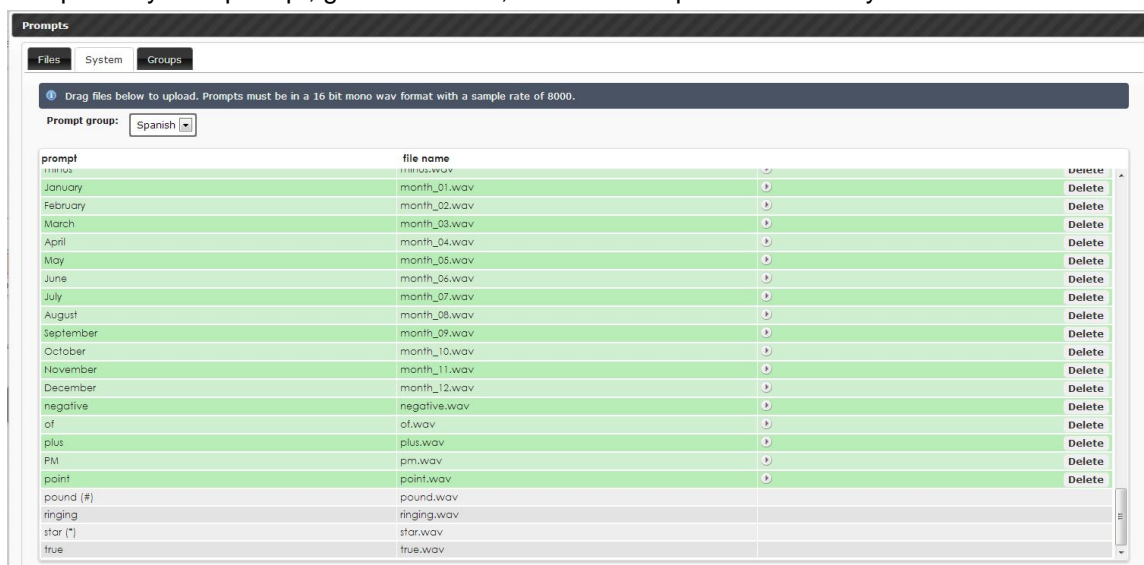 Prompts
Files System Groups
Drag files below to upload. Prompts must be in a 16 bit mono wav format with a sample rate of 8000.
Prompt group: Spanish
prompt file name
minus minus.wav Delete
January month_01.wav Delete
February month_02.wav Delete
March month_03.wav Delete
April month_04.wav Delete
May month_05.wav Delete
June month_06.wav Delete
July month_07.wav Delete
August month_08.wav Delete
September month_09.wav Delete
October month_10.wav Delete
November month_11.wav Delete
December month_12.wav Delete
negative negative.wav Delete
of of.wav Delete
plus plus.wav Delete
PM pm.wav Delete
point point.wav Delete
pound (#) pound.wav
ringing ringing.wav
star (*) star.wav
true true.wav